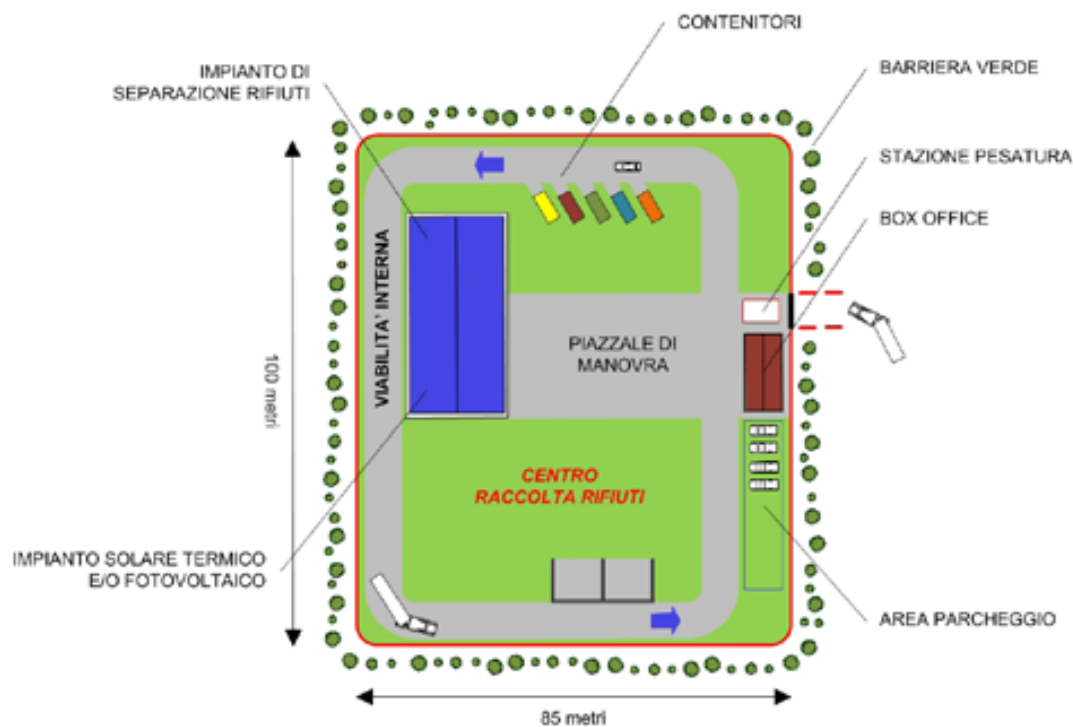 CONTENITORI
IMPIANTO DI
SEPARAZIONE RIFIUTI
BARRIERA VERDE
STAZIONE PESATURA
BOX OFFICE
VIABILITA' INTERNA
100 metri
PIAZZALE DI
MANOVRA
CENTRO
RACCOLTA RIFIUTI
IMPIANTO SOLARE TERMICO
E/O FOTOVOLTAICO
AREA PARCHEGGIO
85 metri